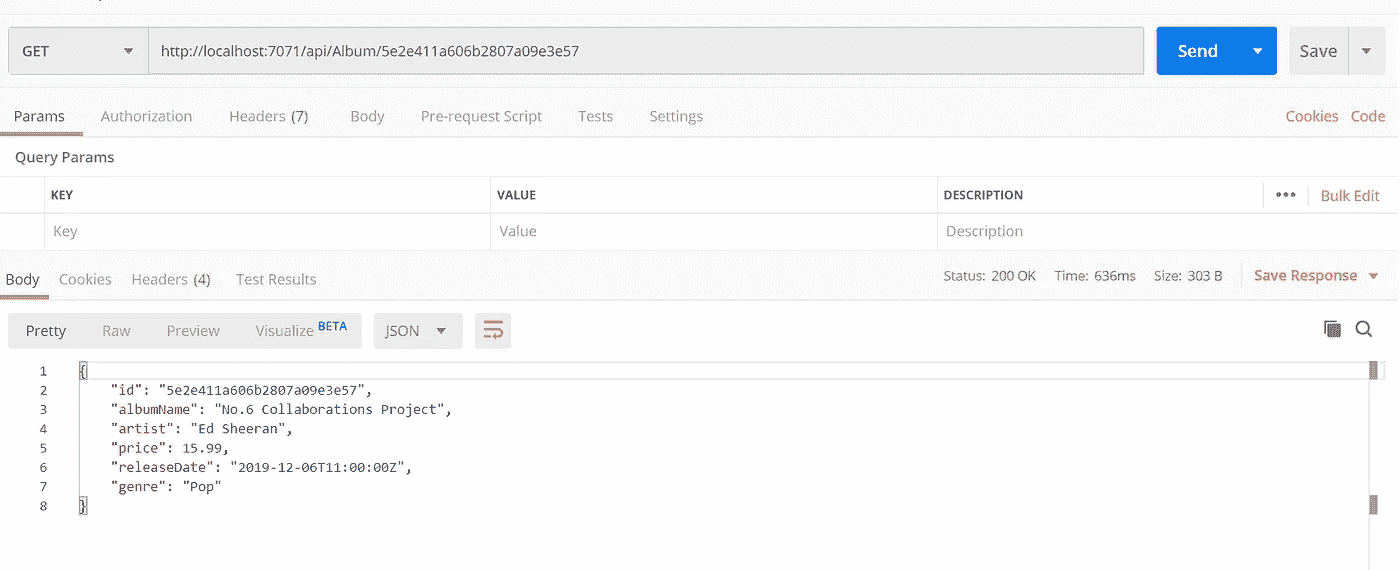 GET http://localhost:7071/api/Album/5e2e411a606b2807a09e3e57 Send Save
Params Authorization Headers (7) Body Pre-request Script Tests Settings Cookies Code
Query Params
KEY VALUE DESCRIPTION ••• Bulk Edit
Key Value Description
Body Cookies Headers (4) Test Results Status: 200 OK Time: 636ms Size: 303 B Save Response
Pretty Raw Preview Visualize BETA JSON
1 {
2 "id": "5e2e411a606b2807a09e3e57",
3 "albumName": "No.6 Collaborations Project",
4 "artist": "Ed Sheeran",
5 "price": 15.99,
6 "releaseDate": "2019-12-06T11:00:00Z",
7 "genre": "Pop"
8 }